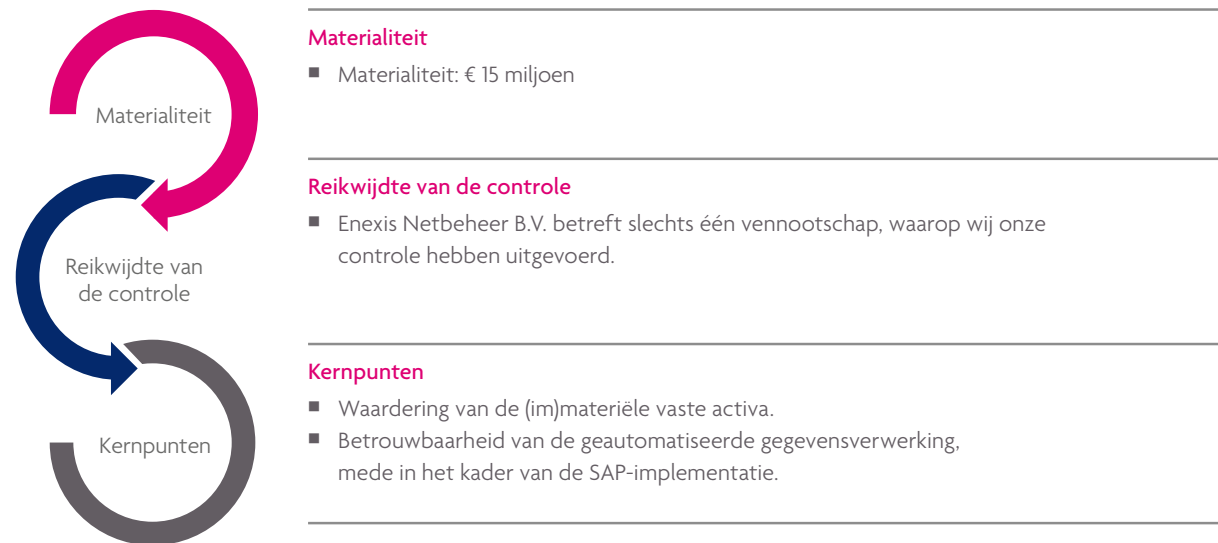 Materialiteit
Materialiteit
■ Materialiteit: € 15 miljoen
Reikwijdte van
de controle
Reikwijdte van de controle
■ Enexis Netbeheer B.V. betreft slechts één vennootschap, waarop wij onze
controle hebben uitgevoerd.
Kernpunten
Kernpunten
■ Waardering van de (im)materiële vaste activa.
■ Betrouwbaarheid van de geautomatiseerde gegevensverwerking,
mede in het kader van de SAP-implementatie.